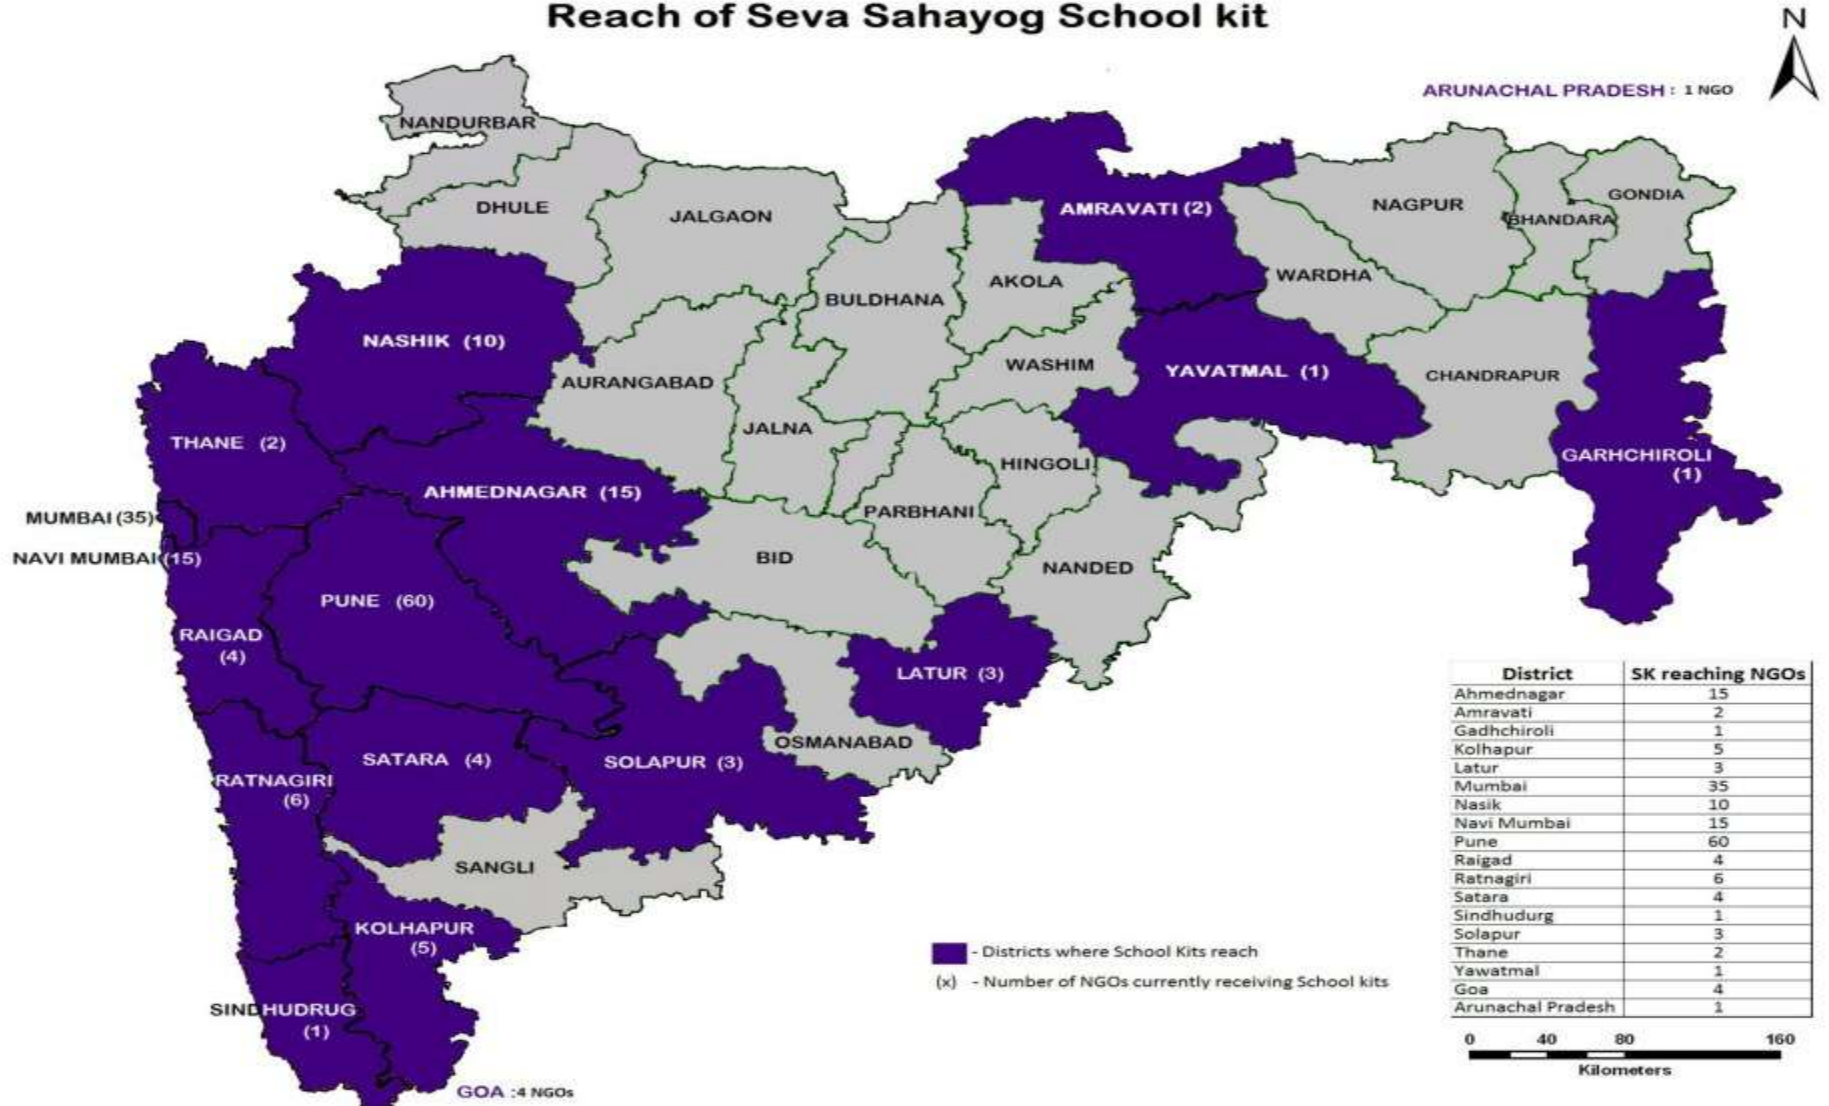 Reach of Seva Sahayog School kit
N
ARUNACHAL PRADESH : 1 NGO
NANDURBAR
DHULE
JALGAON
AMRAVATI (2)
NAGPUR
BHANDARA
GONDIA
BULDHANA
AKOLA
WARDHA
NASHIK (10)
AURANGABAD
WASHIM
YAVATMAL (1)
CHANDRAPUR
THANE (2)
JALNA
HINGOLI
GARHCHIROLI
(1)
AHMEDNAGAR (15)
MUMBAI (35)
PARBHANI
NAVI MUMBAI (15)
BID
NANDED
PUNE (60)
RAIGAD
(4)
LATUR (3)
OSMANABAD
SATARA (4)
SOLAPUR (3)
RATNAGIRI
(6)
SANGLI
KOLHAPUR
(5)
SINDHUDRUG
(1)
GOA :4 NGOs
- Districts where School Kits reach
(x) - Number of NGOs currently receiving School kits
District SK reaching NGOs
Ahmednagar 15
Amravati 2
Gadhchiroli 1
Kolhapur 5
Latur 3
Mumbai 35
Nasik 10
Navi Mumbai 15
Pune 60
Raigad 4
Ratnagiri 6
Satara 4
Sindhudurg 1
Solapur 3
Thane 2
Yawatmal 1
Goa 4
Arunachal Pradesh 1
0 40 80 160
Kilometers